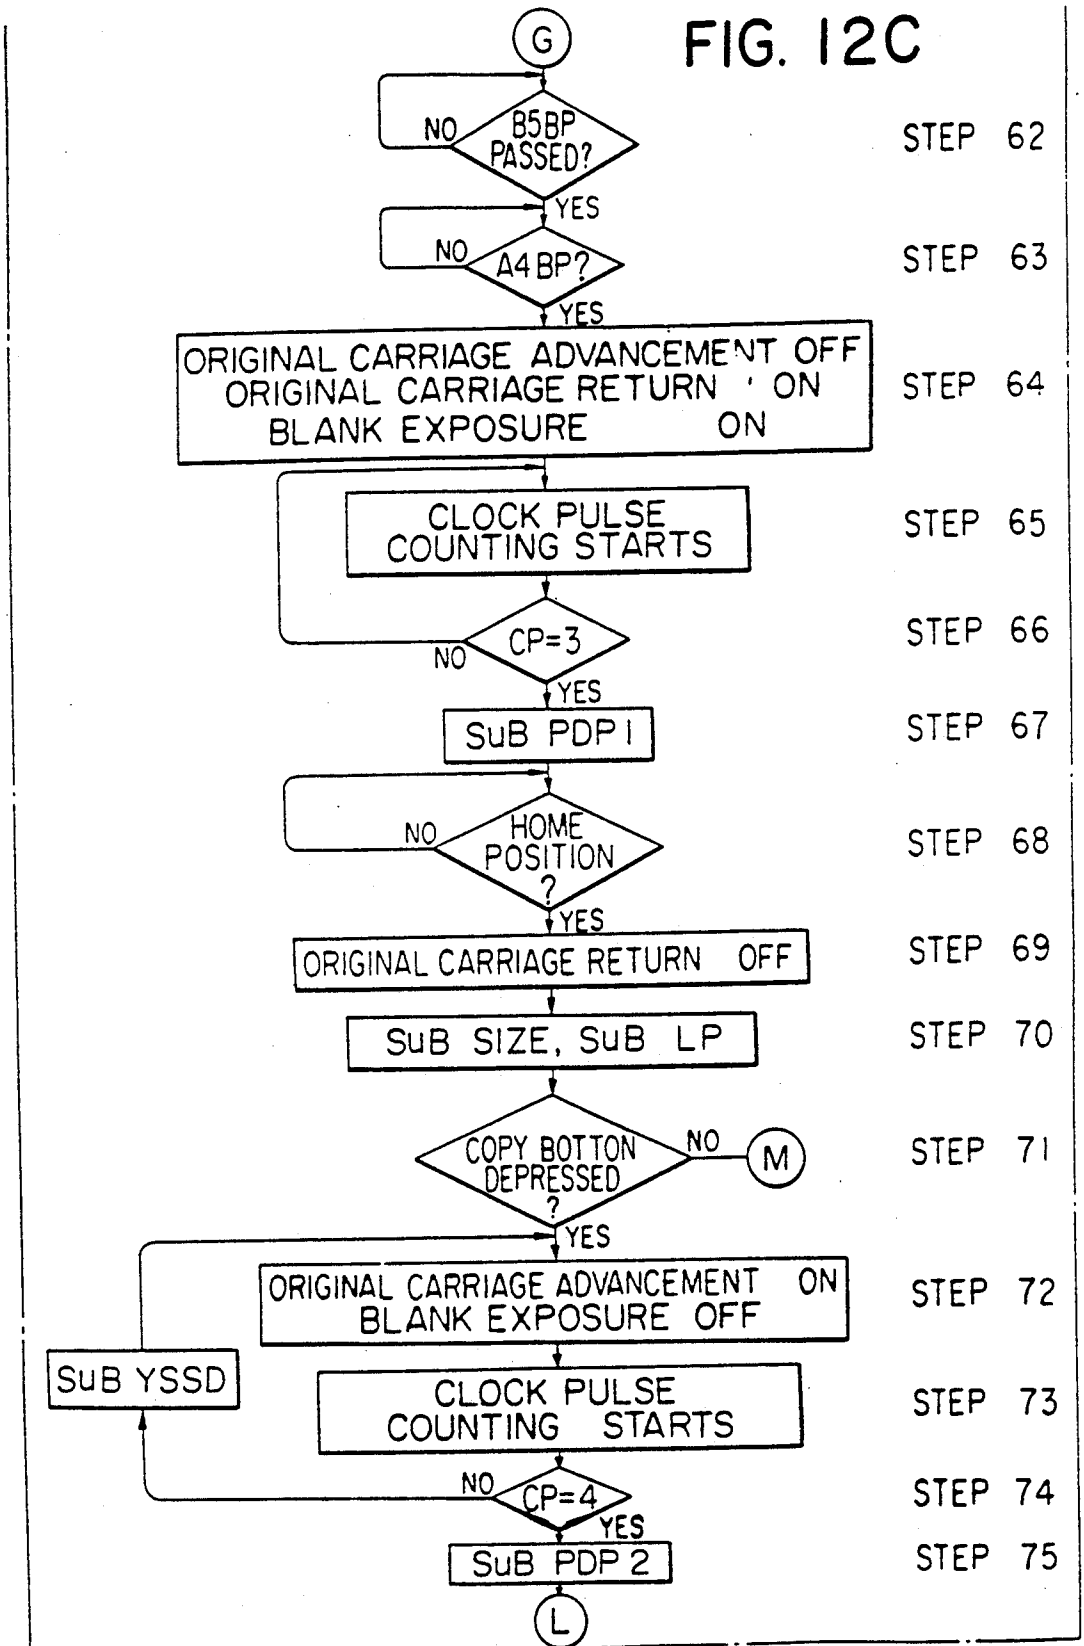 G
FIG. 12C
B5BP
PASSED?
NO
YES
STEP 62
A4BP?
NO
YES
STEP 63
ORIGINAL CARRIAGE ADVANCEMENT OFF
ORIGINAL CARRIAGE RETURN ON
BLANK EXPOSURE ON
STEP 64
CLOCK PULSE
COUNTING STARTS
STEP 65
CP=3
NO
YES
STEP 66
SuB PDP1
STEP 67
HOME
POSITION
?
NO
YES
STEP 68
ORIGINAL CARRIAGE RETURN OFF
STEP 69
SuB SIZE, SuB LP
STEP 70
COPY BOTTON
DEPRESSED
?
NO
M
YES
STEP 71
ORIGINAL CARRIAGE ADVANCEMENT ON
BLANK EXPOSURE OFF
STEP 72
SuB YSSD
CLOCK PULSE
COUNTING STARTS
STEP 73
CP=4
NO
YES
STEP 74
SuB PDP2
STEP 75
L